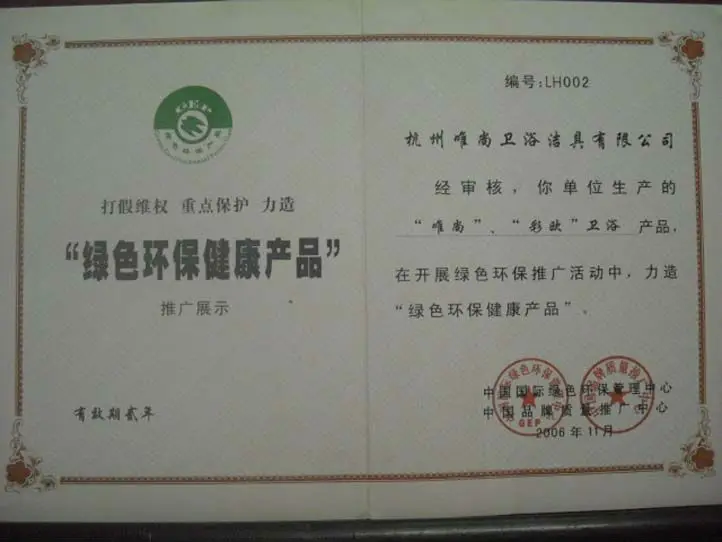 GEP
打假维权 重点保护 力造
“绿色环保健康产品”
推广展示
有效期贰年
编号:LH002
杭州唯尚卫浴洁具有限公司
经审核，你单位生产的
“唯尚”、“彩欧”卫浴 产品，
在开展绿色环保推广活动中，力造
“绿色环保健康产品”、
中国国际绿色环保管理中心
中国品牌质量推广中心
GEP
2006年11月